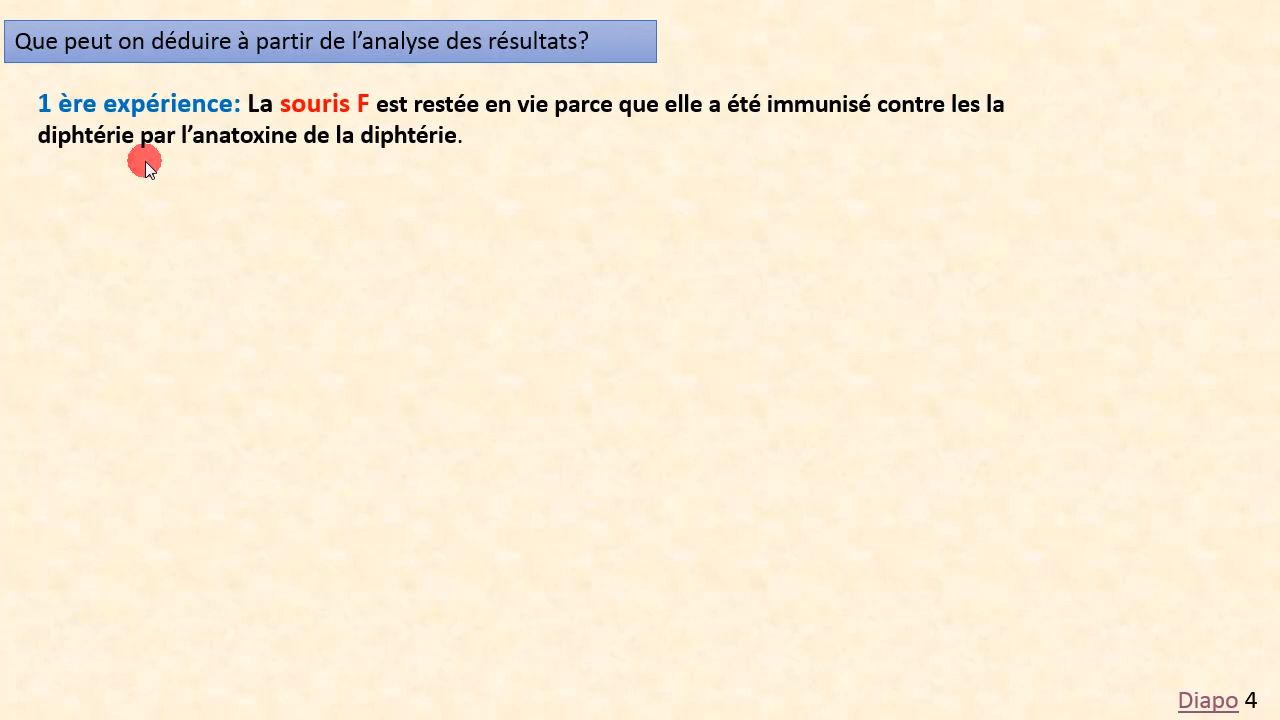 Que peut on déduire à partir de l’analyse des résultats?
1 ère expérience: La souris F est restée en vie parce que elle a été immunisé contre les la
diphtérie par l’anatoxine de la diphtérie.
Diapo 4